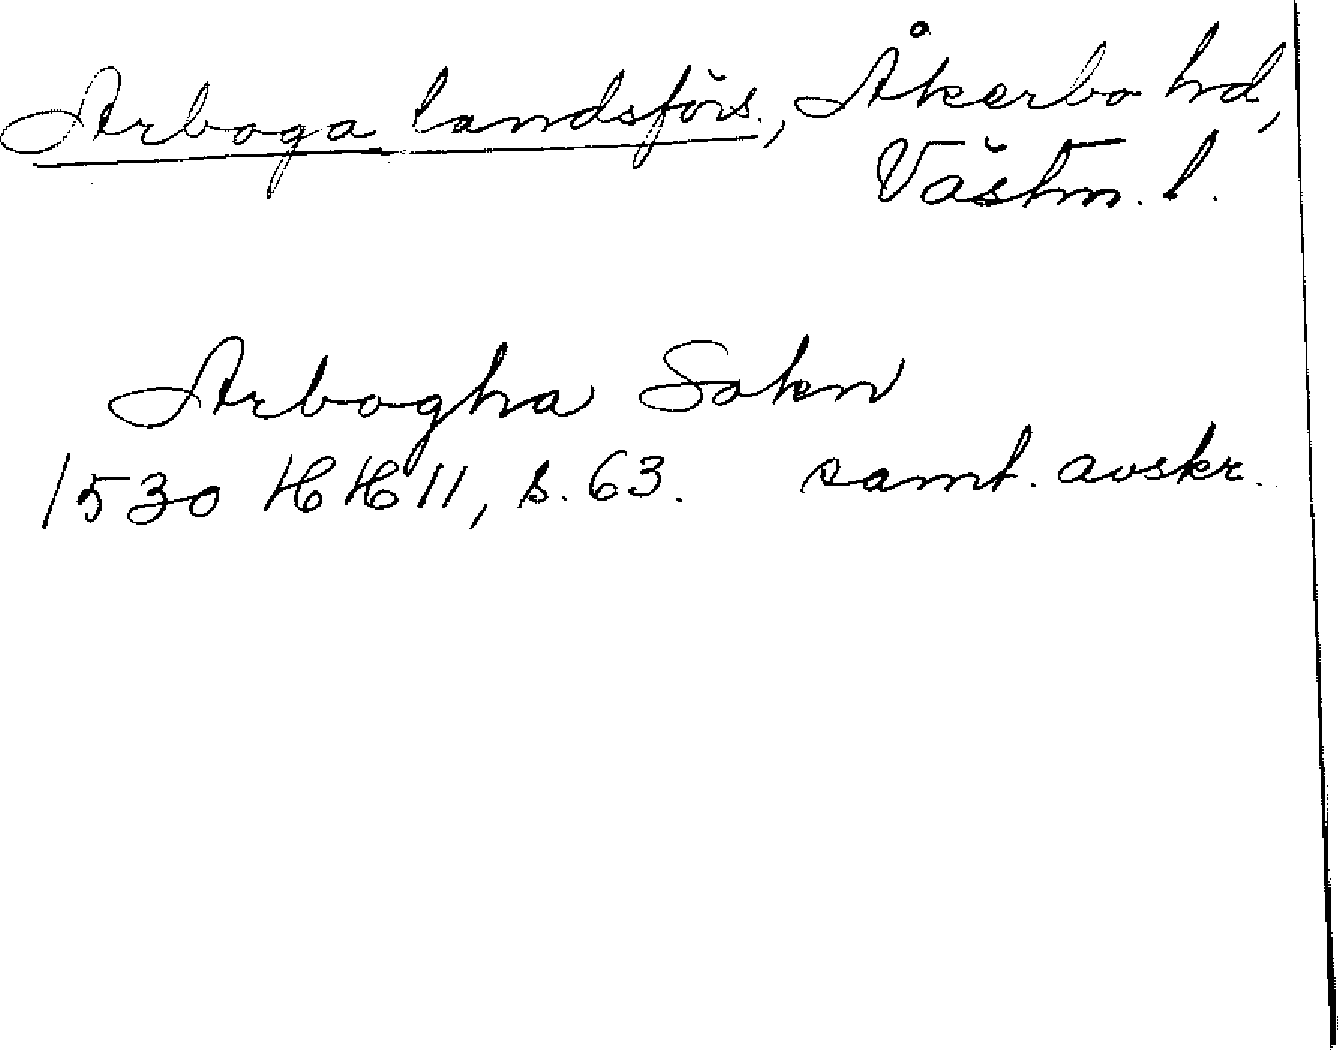 Arboga landsförs., Åkerbo hd,
Västm. l.
Arbogha Sokn
1530 HH 11, s. 63. samt. avskr.